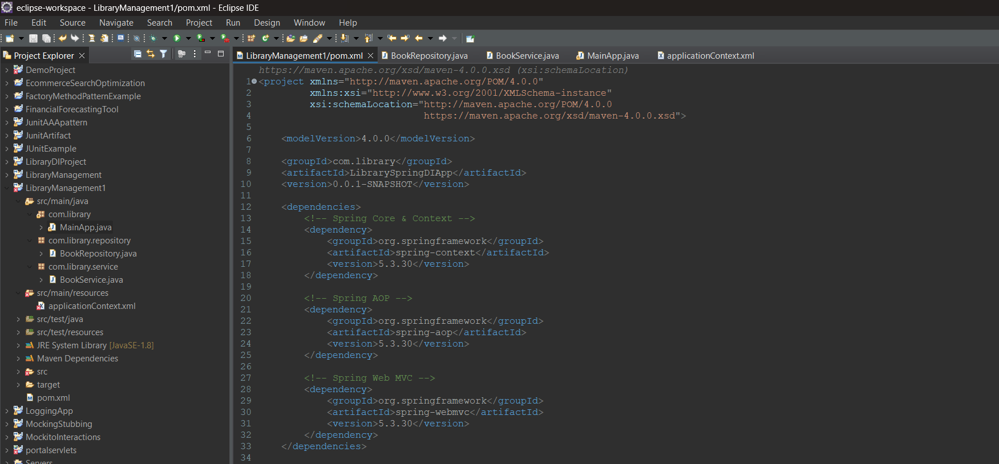 eclipse-workspace - LibraryManagement1/pom.xml - Eclipse IDE
File Edit Source Navigate Search Project Run Design Window Help
Project Explorer
DemoProject
EcommerceSearchOptimization
FactoryMethodPatternExample
FinancialForecastingTool
JunitAAApattern
JunitArtifact
JUnitExample
LibraryDIProject
LibraryManagement
LibraryManagement1
src/main/java
com.library
MainApp.java
com.library.repository
BookRepository.java
com.library.service
BookService.java
src/main/resources
applicationContext.xml
src/test/java
src/test/resources
JRE System Library [JavaSE-1.8]
Maven Dependencies
src
target
pom.xml
LoggingApp
MockingStubbing
MockitoInteractions
portalservlets
Servers
LibraryManagement1/pom.xml BookRepository.java BookService.java MainApp.java applicationContext.xml
https://maven.apache.org/xsd/maven-4.0.0.xsd (xsi:schemaLocation)
1 <project xmlns="http://maven.apache.org/POM/4.0.0"
2 xmlns:xsi="http://www.w3.org/2001/XMLSchema-instance"
3 xsi:schemaLocation="http://maven.apache.org/POM/4.0.0
4 https://maven.apache.org/xsd/maven-4.0.0.xsd">
5
6 <modelVersion>4.0.0</modelVersion>
7
8 <groupId>com.library</groupId>
9 <artifactId>LibrarySpringDIApp</artifactId>
10 <version>0.0.1-SNAPSHOT</version>
11
12 <dependencies>
13 <!-- Spring Core & Context -->
14 <dependency>
15 <groupId>org.springframework</groupId>
16 <artifactId>spring-context</artifactId>
17 <version>5.3.30</version>
18 </dependency>
19
20 <!-- Spring AOP -->
21 <dependency>
22 <groupId>org.springframework</groupId>
23 <artifactId>spring-aop</artifactId>
24 <version>5.3.30</version>
25 </dependency>
26
27 <!-- Spring Web MVC -->
28 <dependency>
29 <groupId>org.springframework</groupId>
30 <artifactId>spring-webmvc</artifactId>
31 <version>5.3.30</version>
32 </dependency>
33 </dependencies>
34